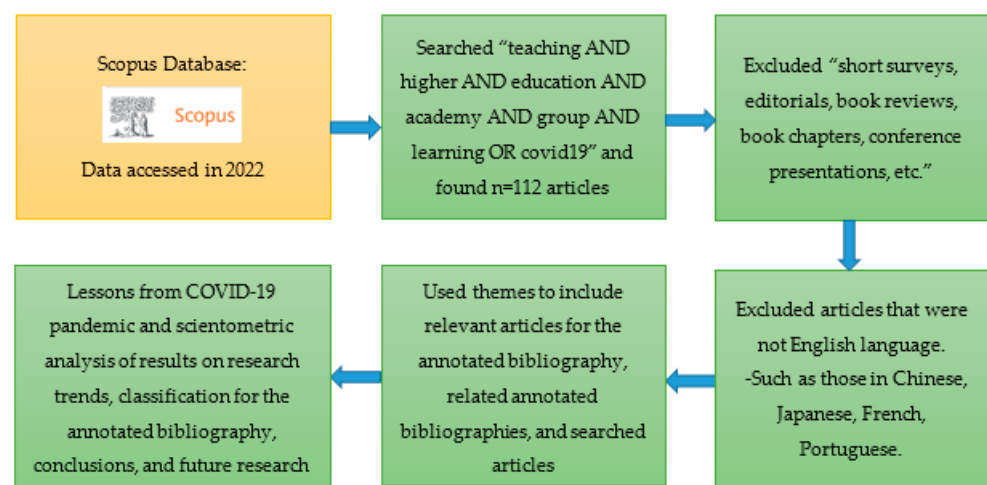 Scopus Database:
Scopus
Data accessed in 2022
Searched “teaching AND
higher AND education AND
academy AND group AND
learning OR covid19” and
found n=112 articles
Excluded “short surveys,
editorials, book reviews,
book chapters, conference
presentations, etc.”
Excluded articles that were
not English language.
-Such as those in Chinese,
Japanese, French,
Portuguese.
Used themes to include
relevant articles for the
annotated bibliography,
related annotated
bibliographies, and searched
articles
Lessons from COVID-19
pandemic and scientometric
analysis of results on research
trends, classification for the
annotated bibliography,
conclusions, and future research